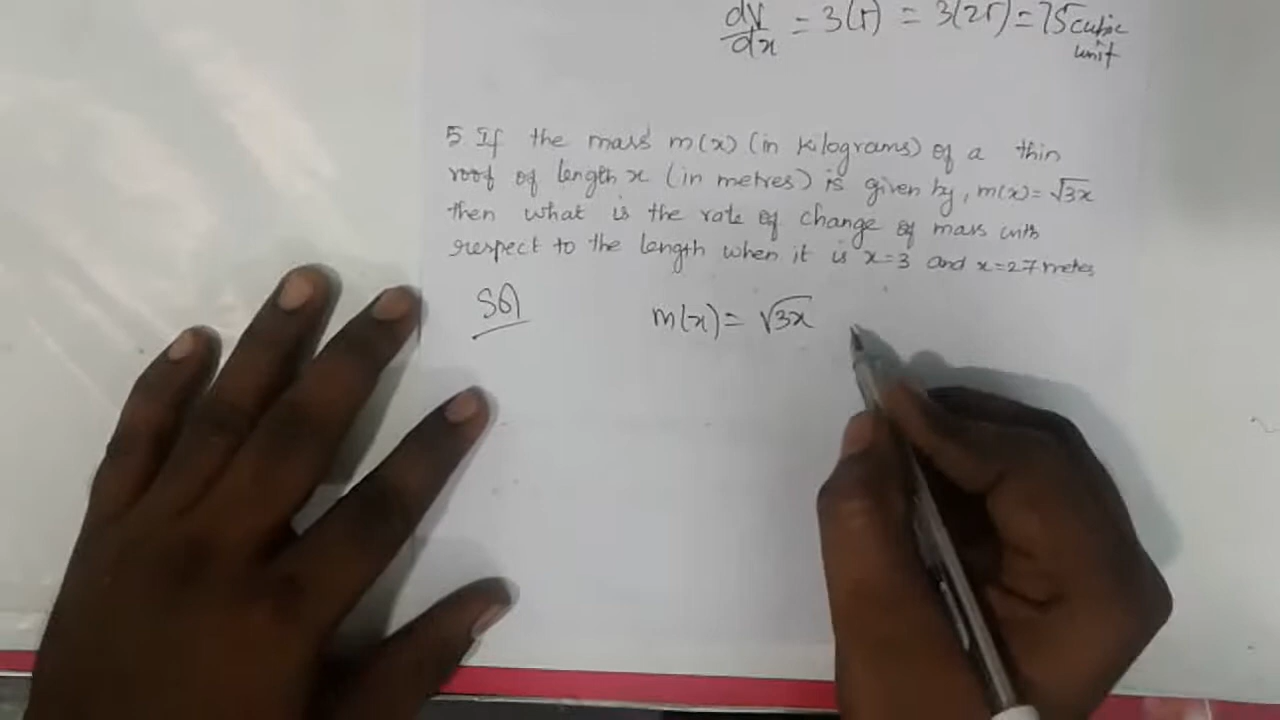 dV/dx = 3(5) = 3(25) = 75 cubic unit
5 If the mass m(x) (in kilograms) of a thin
roof of length x (in metres) is given by, m(x) = √3x
then what is the rate of change of mass with
respect to the length when it is x=3 and x=27 metes
Sol
m(x) = √3x